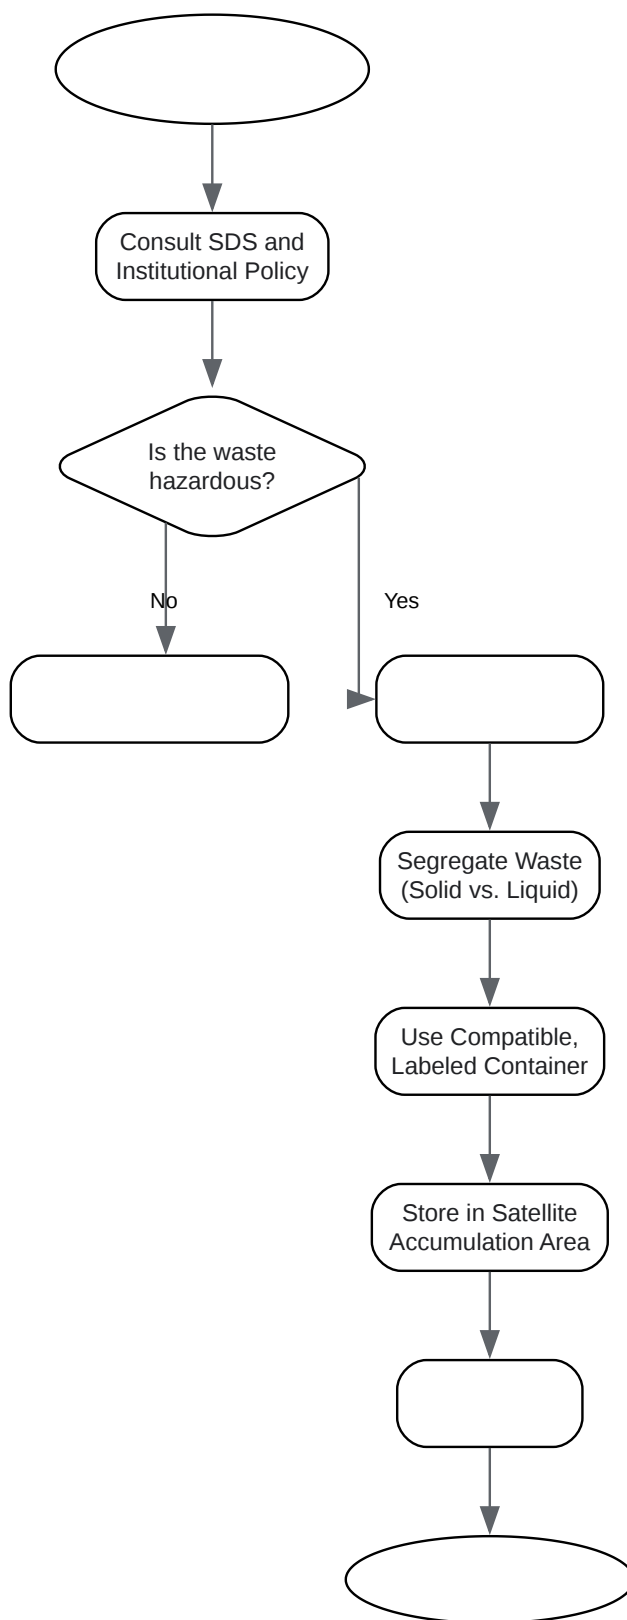 Consult SDS and
Institutional Policy
Is the waste
hazardous?
No
Yes
Segregate Waste
(Solid vs. Liquid)
Use Compatible,
Labeled Container
Store in Satellite
Accumulation Area